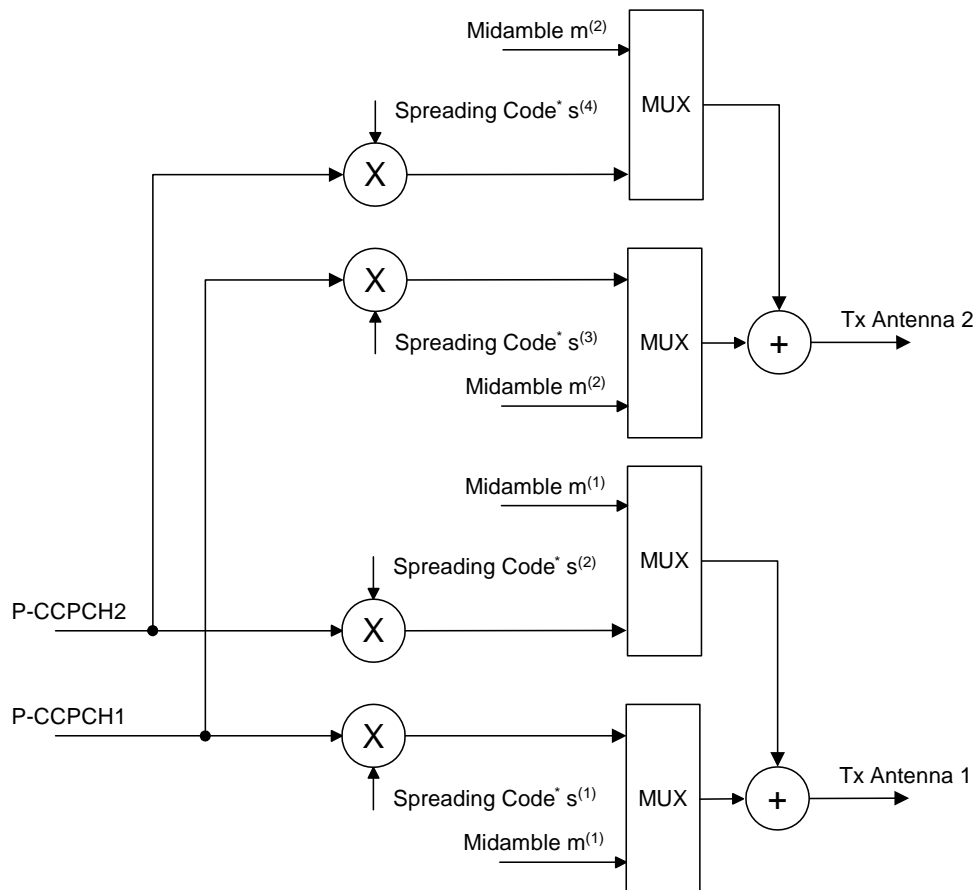 Midamble m(2)
MUX
Spreading Code* s(4)
X
X
Tx Antenna 2
Spreading Code* s(3)
MUX
+
Midamble m(2)
Midamble m(1)
Spreading Code* s(2)
MUX
P-CCPCH2
X
P-CCPCH1
X
Tx Antenna 1
Spreading Code* s(1)
MUX
+
Midamble m(1)